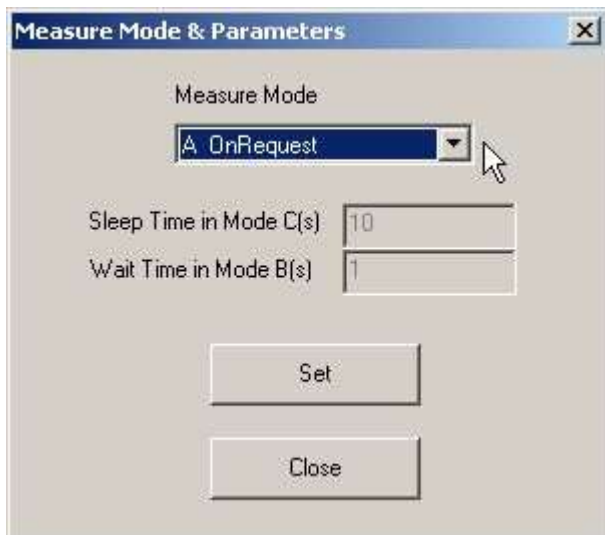 Measure Mode & Parameters
Measure Mode
A OnRequest
Sleep Time in Mode C(s) 10
Wait Time in Mode B(s) 1
Set
Close